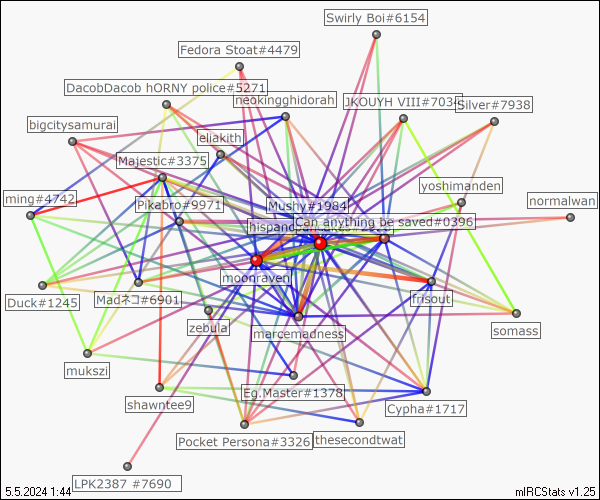 Swirly Boi#6154
Fedora Stoat#4479
DacobDacob hORNY police#5271
neokingghidorah
JKOUYH VIII#7034
Silver#7938
bigcitysamurai
eliakith
Majestic#3375
yoshimanden
ming#4742
normalwan
Pikabro#9971
Mushy#1984
hispand
Can anything be saved#0396
moonraven
Duck#1245
Madネコ#6901
frisout
zebula
marcemadness
somass
mukszi
Eg.Master#1378
shawntee9
Cypha#1717
Pocket Persona#3326
thesecondtwat
LPK2387 #7690
5.5.2024 1:44
mIRCStats v1.25